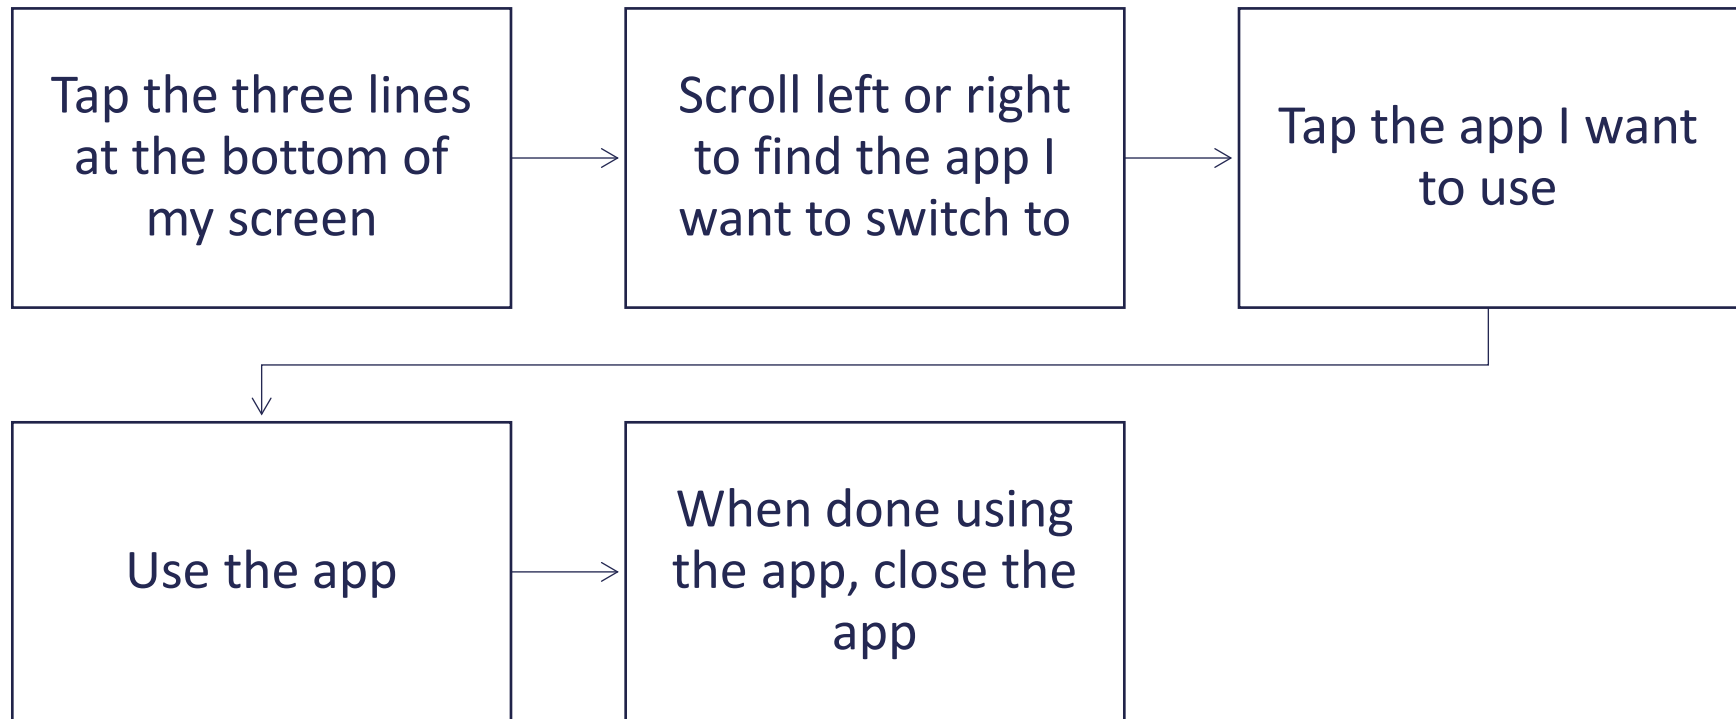 Tap the three lines
at the bottom of
my screen
Scroll left or right
to find the app I
want to switch to
Tap the app I want
to use
Use the app
When done using
the app, close the
app